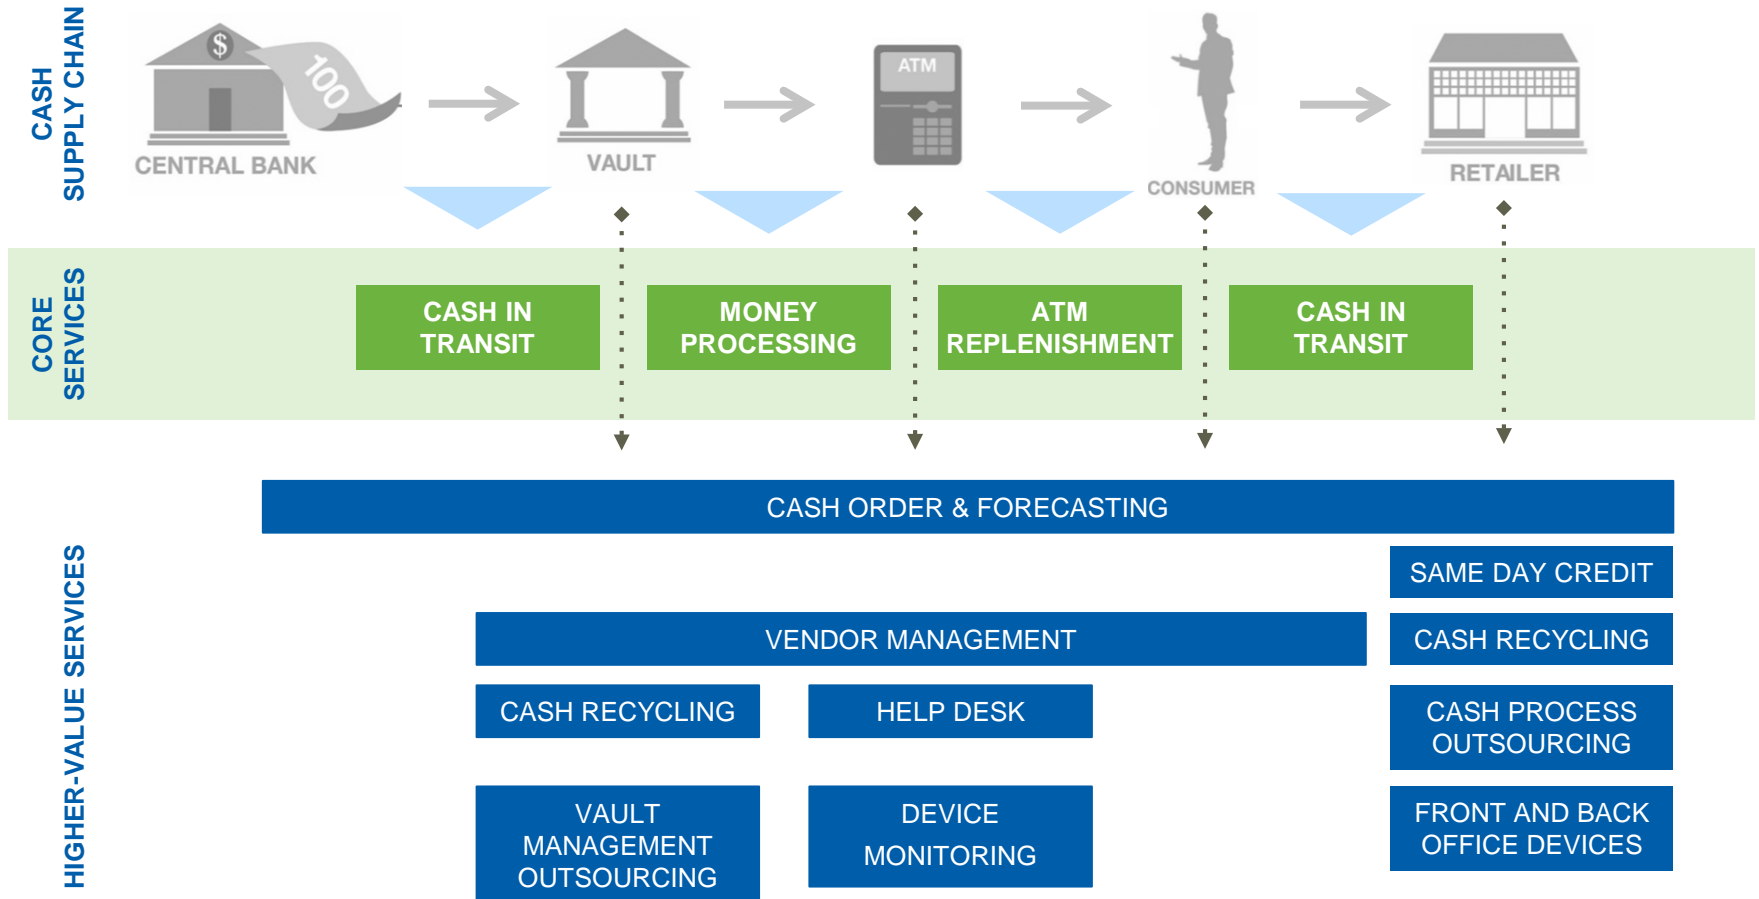 CASH
SUPPLY CHAIN
$
100
CENTRAL BANK
VAULT
ATM
CONSUMER
RETAILER
CORE
SERVICES
CASH IN
TRANSIT
MONEY
PROCESSING
ATM
REPLENISHMENT
CASH IN
TRANSIT
HIGHER-VALUE SERVICES
CASH ORDER & FORECASTING
SAME DAY CREDIT
VENDOR MANAGEMENT
CASH RECYCLING
CASH RECYCLING
HELP DESK
CASH PROCESS
OUTSOURCING
VAULT
MANAGEMENT
OUTSOURCING
DEVICE
MONITORING
FRONT AND BACK
OFFICE DEVICES